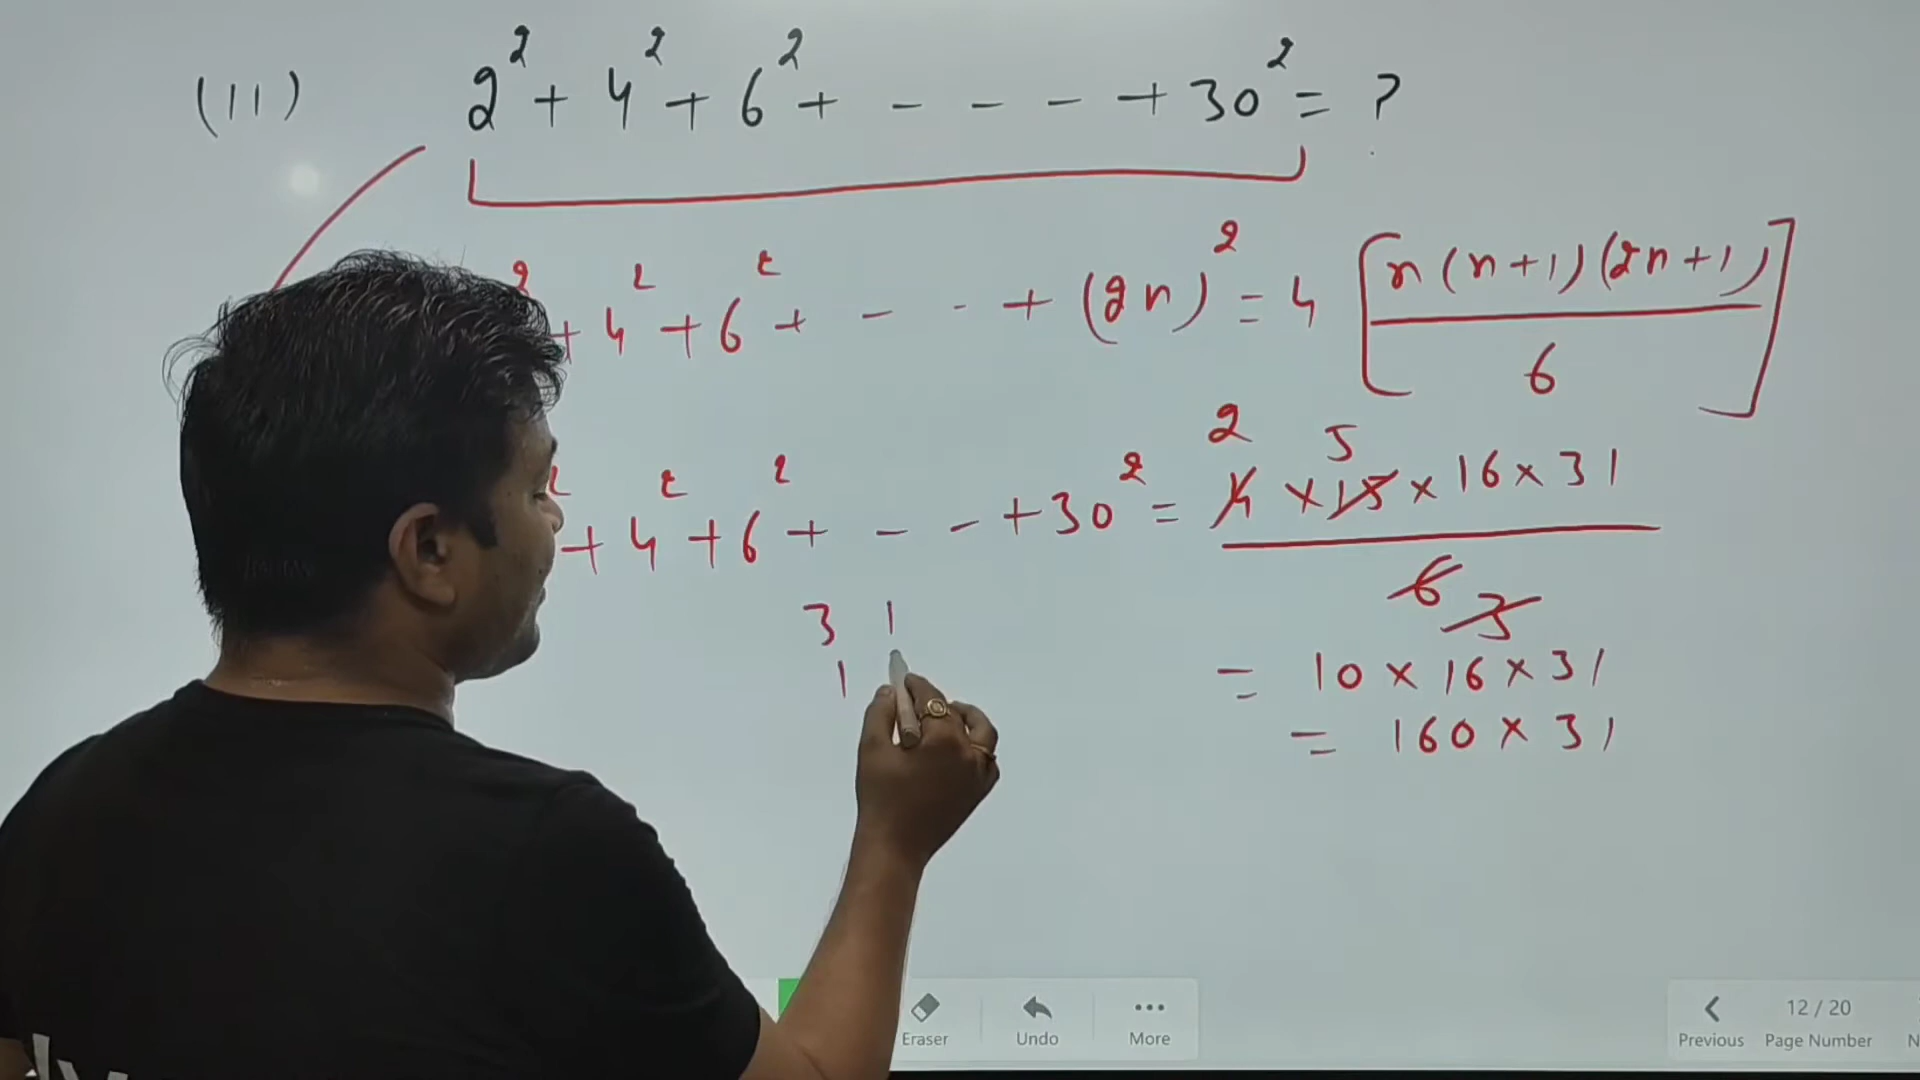 (11) 2² + 4² + 6² + - - - + 30² = ?
² + 4² + 6² + - - - + (2n)² = 4 [n(n+1)(2n+1) / 6]
² + 4² + 6² + - - + 30² = 4 × 15 × 16 × 31
2 5
6 3
3 1
1
= 10 × 16 × 31
= 160 × 31
Eraser Undo More
12 / 20
Previous Page Number N